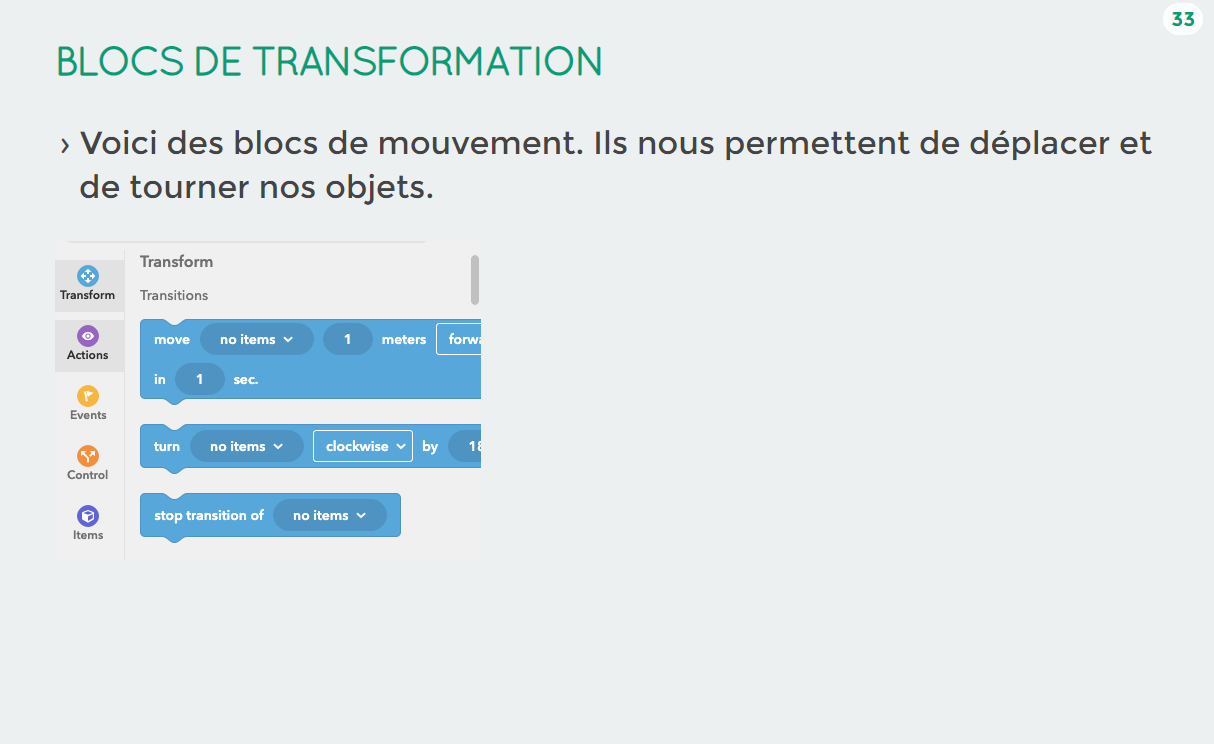 33
BLOCS DE TRANSFORMATION
› Voici des blocs de mouvement. Ils nous permettent de déplacer et
de tourner nos objets.
Transform
Actions
Events
Control
Items
Transform
Transitions
move no items 1 meters forwa
in 1 sec.
turn no items clockwise by 18
stop transition of no items